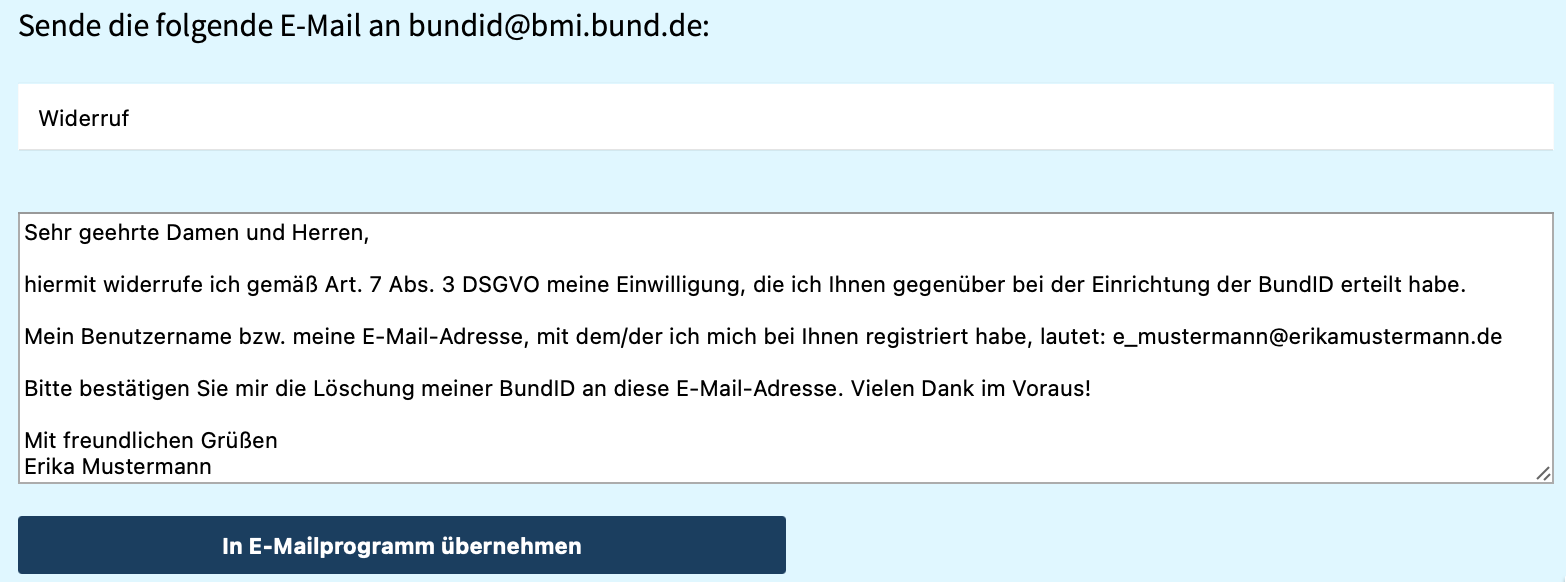 Sende die folgende E-Mail an bundid@bmi.bund.de:
Widerruf
Sehr geehrte Damen und Herren,
hiermit widerrufe ich gemäß Art. 7 Abs. 3 DSGVO meine Einwilligung, die ich Ihnen gegenüber bei der Einrichtung der BundID erteilt habe.
Mein Benutzername bzw. meine E-Mail-Adresse, mit dem/der ich mich bei Ihnen registriert habe, lautet: e_mustermann@erikamustermann.de
Bitte bestätigen Sie mir die Löschung meiner BundID an diese E-Mail-Adresse. Vielen Dank im Voraus!
Mit freundlichen Grüßen
Erika Mustermann
In E-Mailprogramm übernehmen